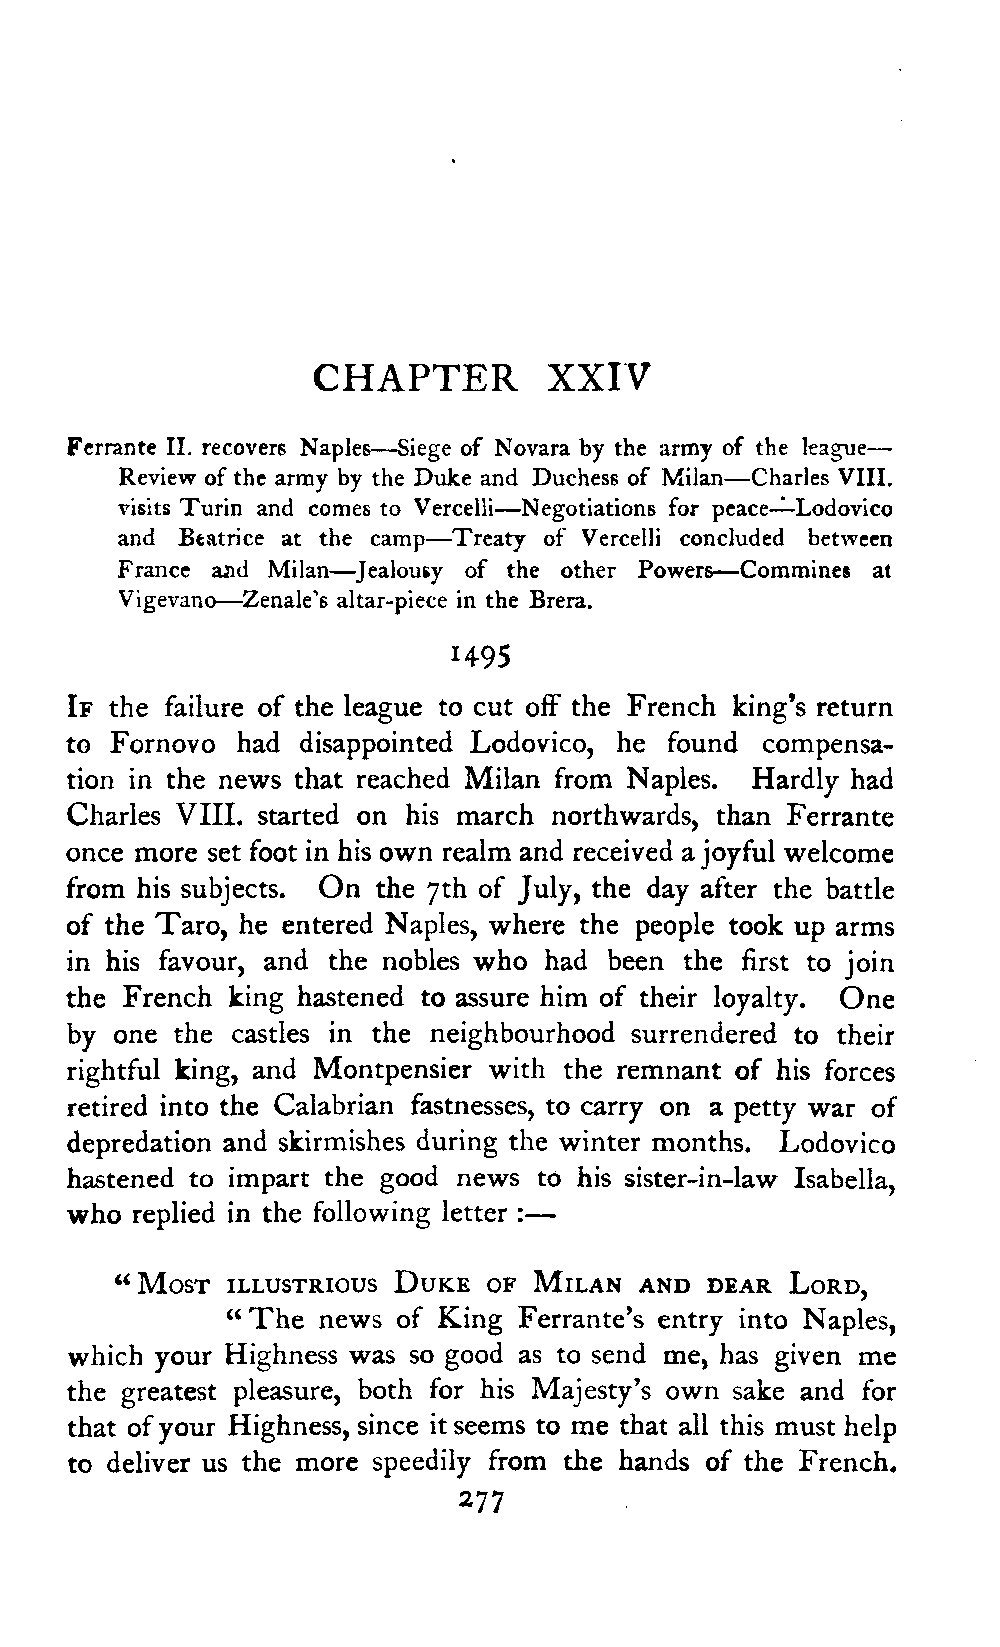 CHAPTER XXIV
Ferrante II. recovers Naples—Siege of Novara by the army of the league—
Review of the army by the Duke and Duchess of Milan—Charles VIII.
visits Turin and comes to Vercelli—Negotiations for peace—Lodovico
and Beatrice at the camp—Treaty of Vercelli concluded between
France and Milan—Jealousy of the other Powers—Commines at
Vigevano—Zenale's altar-piece in the Brera.
1495
IF the failure of the league to cut off the French king's return
to Fornovo had disappointed Lodovico, he found compensa-
tion in the news that reached Milan from Naples. Hardly had
Charles VIII. started on his march northwards, than Ferrante
once more set foot in his own realm and received a joyful welcome
from his subjects. On the 7th of July, the day after the battle
of the Taro, he entered Naples, where the people took up arms
in his favour, and the nobles who had been the first to join
the French king hastened to assure him of their loyalty. One
by one the castles in the neighbourhood surrendered to their
rightful king, and Montpensier with the remnant of his forces
retired into the Calabrian fastnesses, to carry on a petty war of
depredation and skirmishes during the winter months. Lodovico
hastened to impart the good news to his sister-in-law Isabella,
who replied in the following letter :—
"MOST ILLUSTRIOUS DUKE OF MILAN AND DEAR LORD,
"The news of King Ferrante's entry into Naples,
which your Highness was so good as to send me, has given me
the greatest pleasure, both for his Majesty's own sake and for
that of your Highness, since it seems to me that all this must help
to deliver us the more speedily from the hands of the French.
277